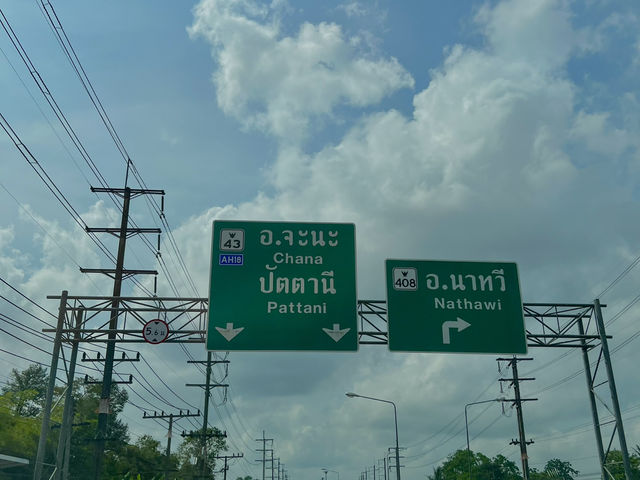 43
AH18
อ.จะนะ
Chana
ปัตตานี
Pattani
408
อ.นาทวี
Nathawi
5.6 ม